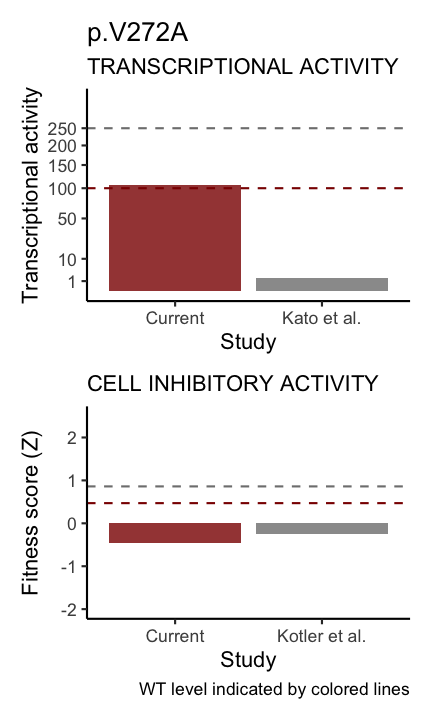 p.V272A
TRANSCRIPTIONAL ACTIVITY
Transcriptional activity
250
200
150
100
50
10
1
Current
Kato et al.
Study
CELL INHIBITORY ACTIVITY
Fitness score (Z)
2
1
0
-1
-2
Current
Kotler et al.
Study
WT level indicated by colored lines